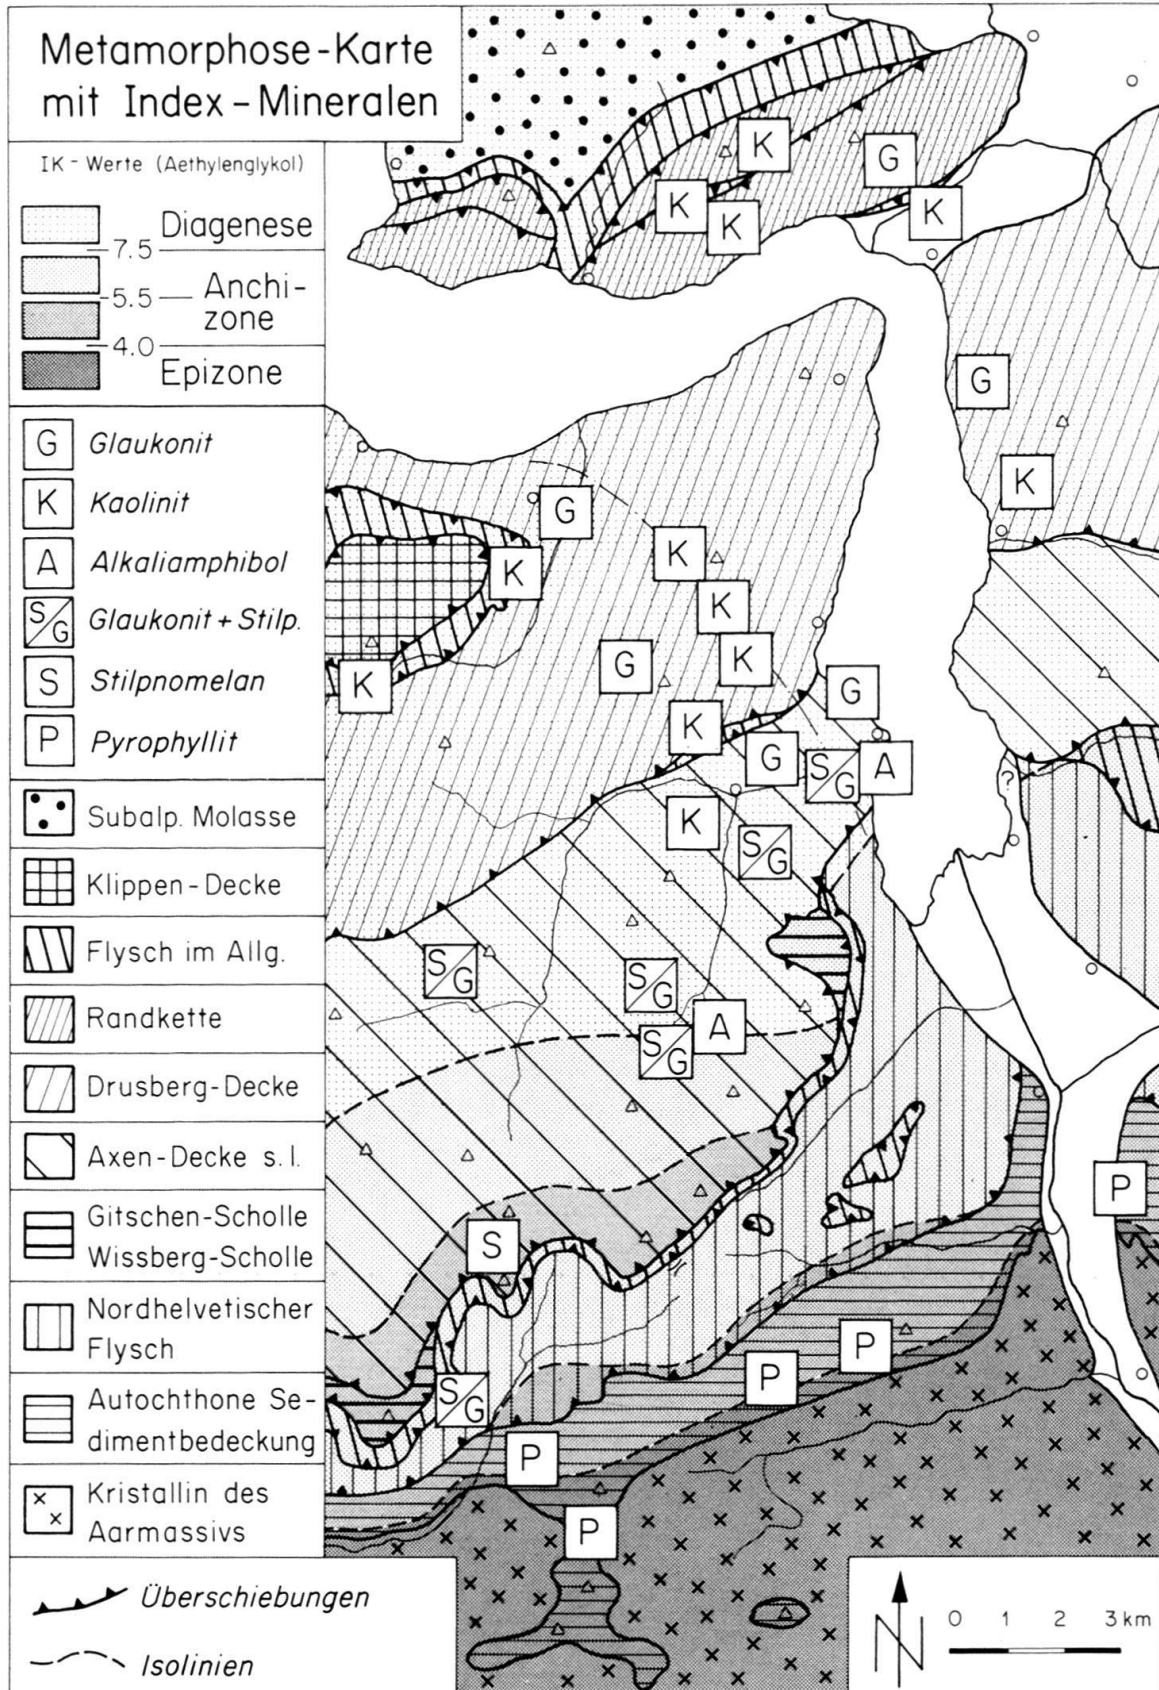 Metamorphose-Karte
mit Index-Mineralen
IK-Werte (Aethylenglykol)
Diagenese
7.5
Anchi-
5.5
zone
4.0
Epizone
G Glaukonit
K Kaolinit
A Alkaliamphibol
S/G Glaukonit + Stilp.
S Stilpnomelan
P Pyrophyllit
Subalp. Molasse
Klippen-Decke
Flysch im Allg.
Randkette
Drusberg-Decke
Axen-Decke s.l.
Gitschen-Scholle
Wissberg-Scholle
Nordhelvetischer
Flysch
Autochthone Se-
dimentbedeckung
Kristallin des
Aarmassivs
Überschiebungen
Isolinien
K
G
K
K
K
G
K
G
K
K
K
G
K
K
G
K
G
S/G
A
K
S/G
?
S/G
S/G
A
S/G
P
S
P
P
S/G
P
P
N
0 1 2 3 km